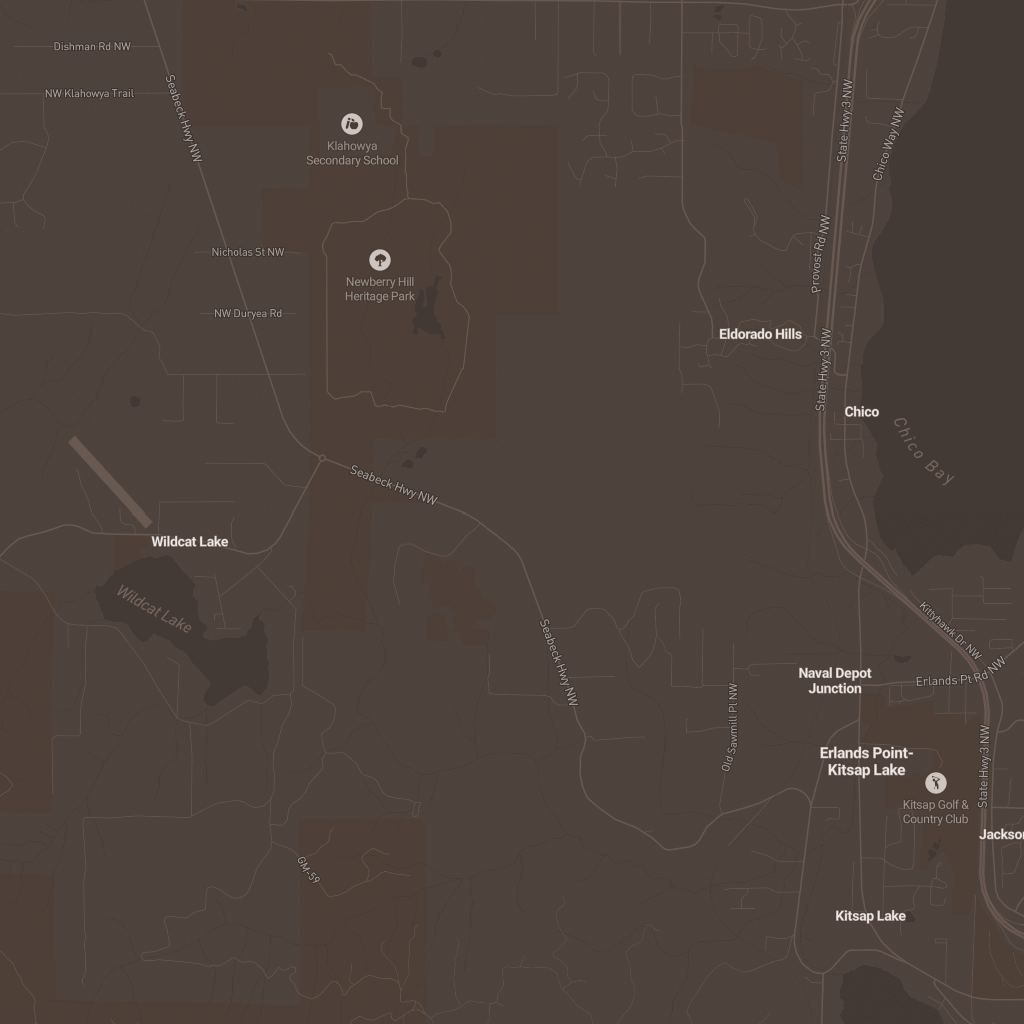 Dishman Rd NW
NW Klahowya Trail
Seabeck Hwy NW
State Hwy 3 NW
Chico Way NW
Klahowya
Secondary School
Nicholas St NW
Provost Rd NW
Newberry Hill
Heritage Park
NW Duryea Rd
Eldorado Hills
State Hwy 3 NW
Chico
Chico Bay
Seabeck Hwy NW
Wildcat Lake
Wildcat Lake
Kittyhawk Dr NW
Seabeck Hwy NW
Naval Depot
Junction
Erlands Pt Rd NW
Old Sawmill Pl NW
Erlands Point-
Kitsap Lake
State Hwy 3 NW
Kitsap Golf &
Country Club
Jackso
GM-59
Kitsap Lake